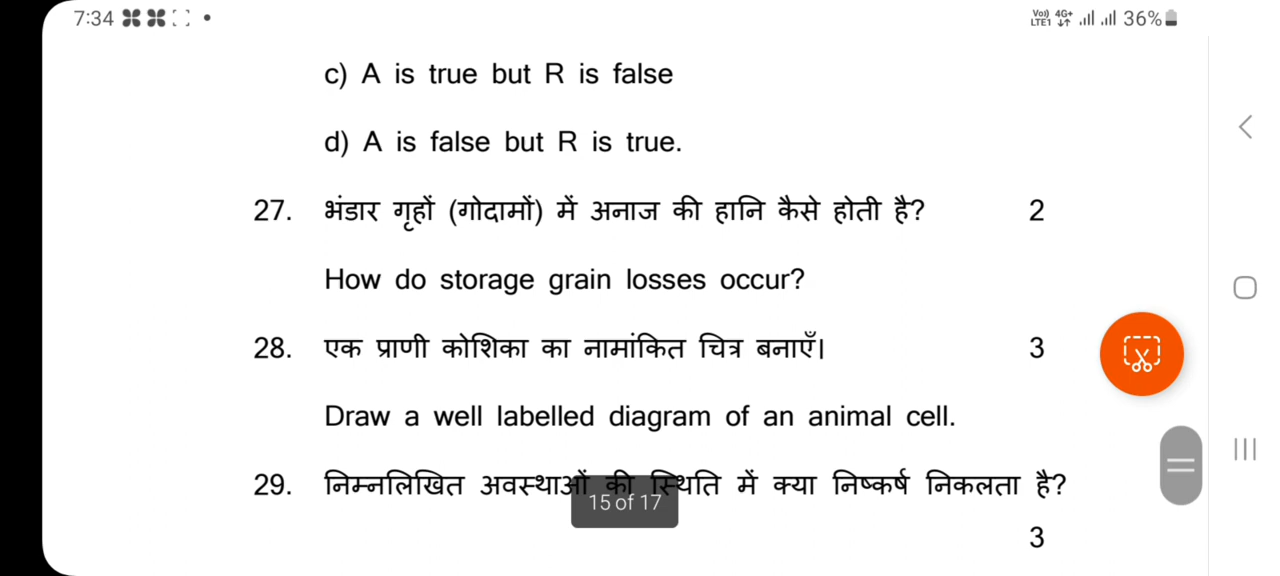 7:34
Vo)) 4G+
LTE1 36%
c) A is true but R is false
d) A is false but R is true.
27. भंडार गृहों (गोदामों) में अनाज की हानि कैसे होती है? 2
How do storage grain losses occur?
28. एक प्राणी कोशिका का नामांकित चित्र बनाएँ। 3
Draw a well labelled diagram of an animal cell.
29. निम्नलिखित अवस्थाओं की स्थिति में क्या निष्कर्ष निकलता है?
15 of 17
3